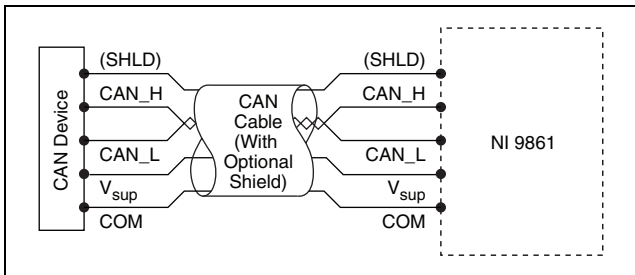 CAN Device
(SHLD)
CAN_H
CAN_L
Vsup
COM
CAN
Cable
(With
Optional
Shield)
(SHLD)
CAN_H
CAN_L
Vsup
COM
NI 9861